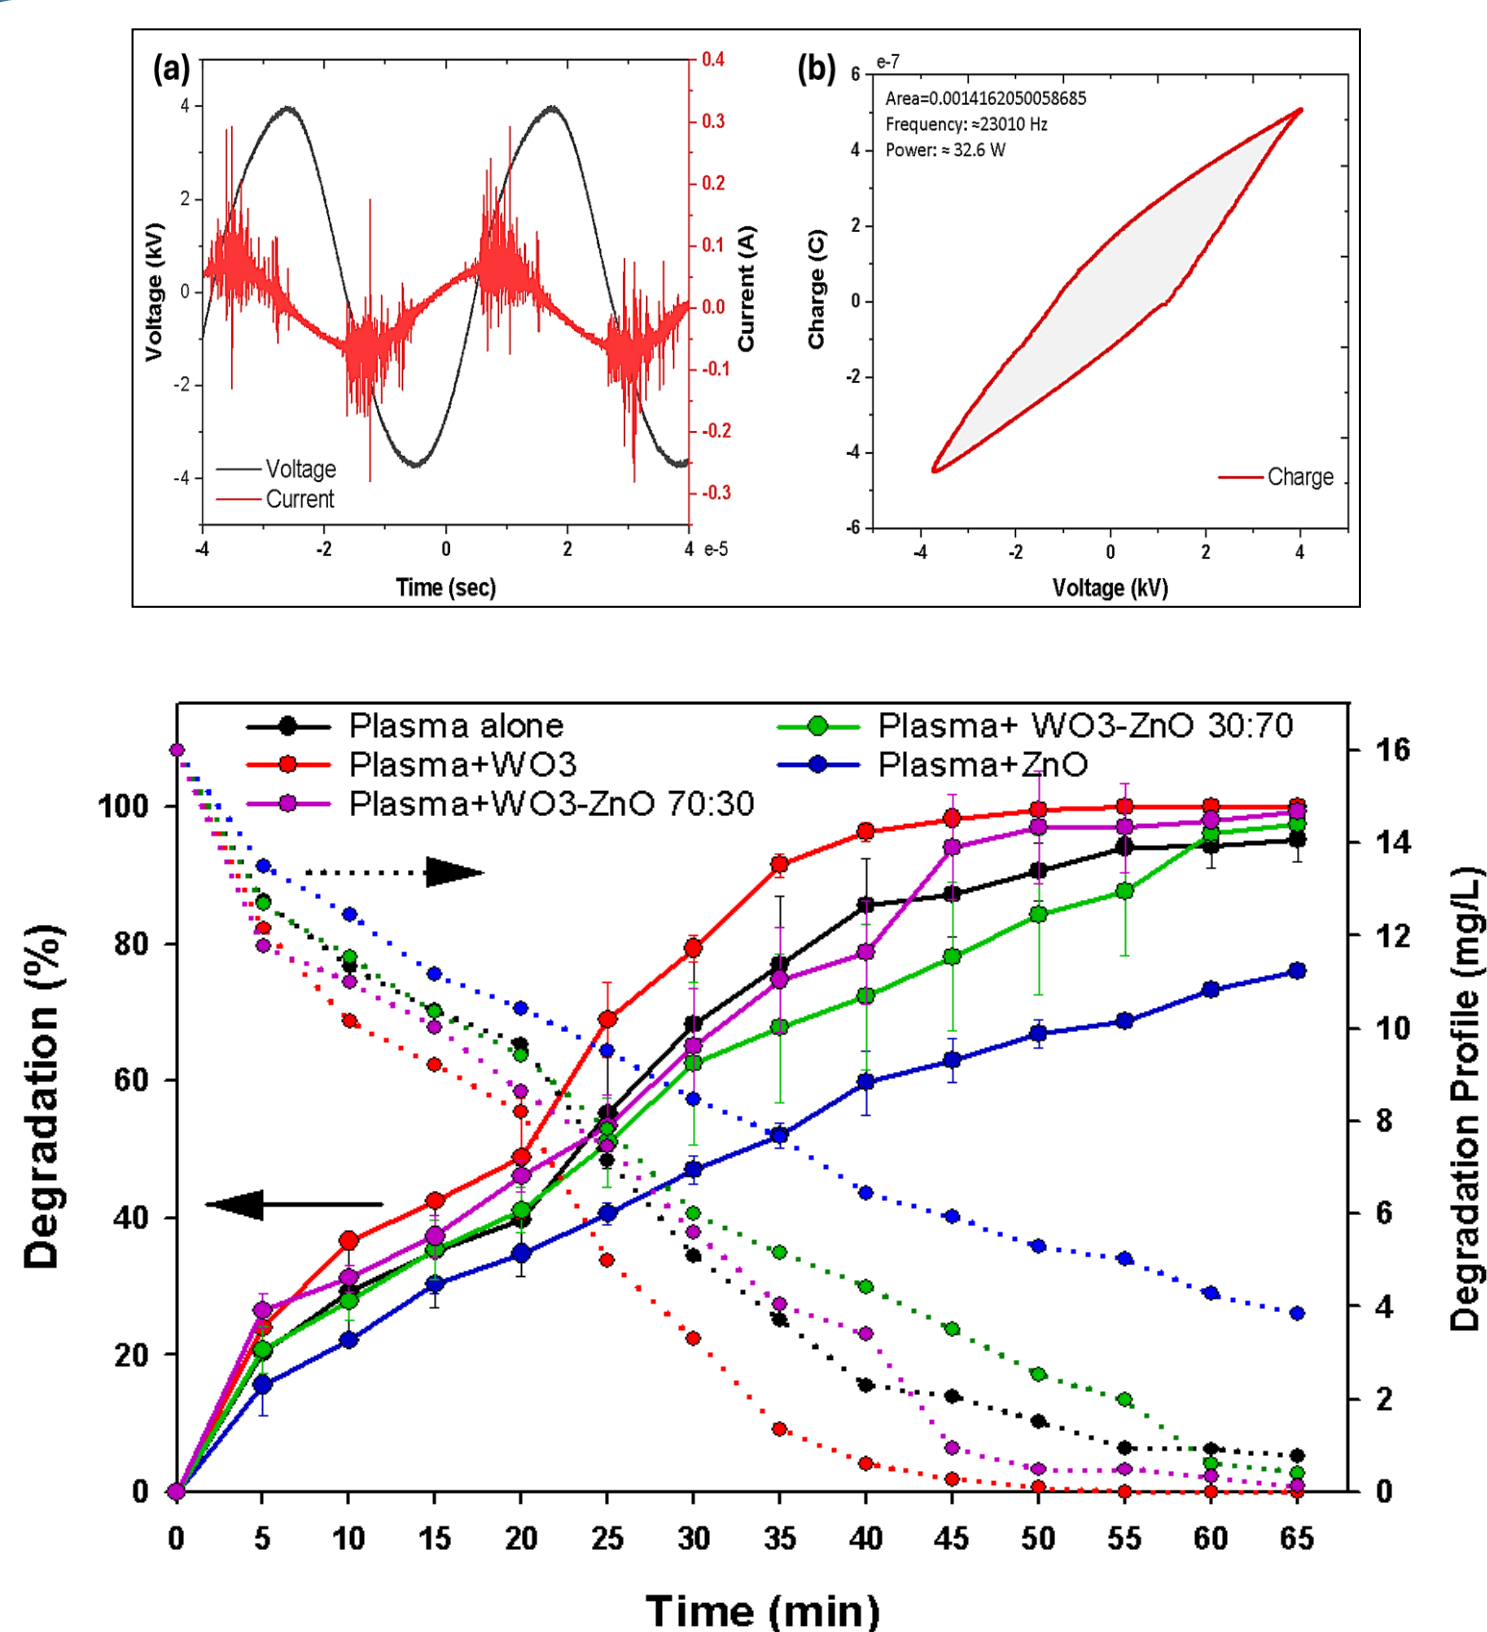 (a)
0.4
0.3
0.2
0.1
0.0
-0.1
-0.2
-0.3
Current (A)
4
2
0
-2
-4
Voltage (kV)
Voltage
Current
-4 -2 0 2 4 e-5
Time (sec)
(b)
e-7
6
4
2
0
-2
-4
-6
Charge (C)
Area=0.0014162050058685
Frequency: ≈23010 Hz
Power: ≈ 32.6 W
Charge
-4 -2 0 2 4
Voltage (kV)
Plasma alone
Plasma+WO3
Plasma+WO3-ZnO 70:30
Plasma+ WO3-ZnO 30:70
Plasma+ZnO
100
80
60
40
20
0
Degradation (%)
16
14
12
10
8
6
4
2
0
Degradation Profile (mg/L)
0 5 10 15 20 25 30 35 40 45 50 55 60 65
Time (min)